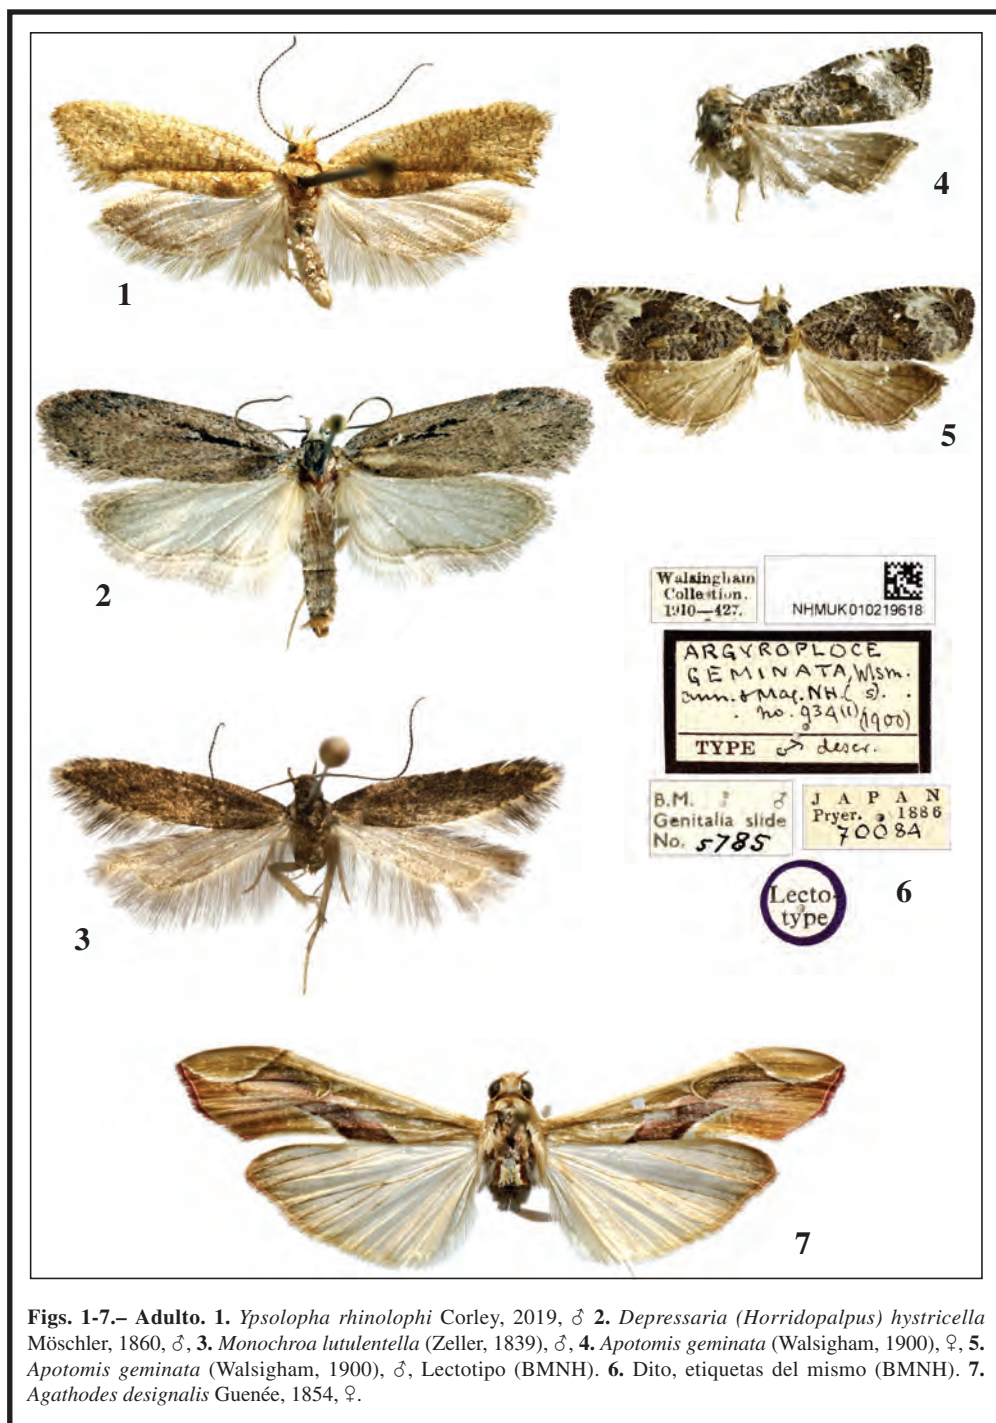 1
2
3
4
5
Walsingham
Collection.
1910—427.
NHMUK 010219618
ARGYROPLOCE
GEMINATA, Wlsm.
Ann. & Mag. NH. (5).
no. 934 (1) (1900)
TYPE ♂ descr.
B.M. ♂
Genitalia slide
No. 5785
JAPAN
Pryer. 1886
70084
6
Lecto-
type
7
Figs. 1-7.– Adulto. 1. Ypsolopha rhinolophi Corley, 2019, ♂ 2. Depressaria (Horridopalpus) hystricella
Möschler, 1860, ♂, 3. Monochroa lutulentella (Zeller, 1839), ♂, 4. Apotomis geminata (Walsigham, 1900), ♀, 5.
Apotomis geminata (Walsigham, 1900), ♂, Lectotipo (BMNH). 6. Dito, etiquetas del mismo (BMNH). 7.
Agathodes designalis Guenée, 1854, ♀.